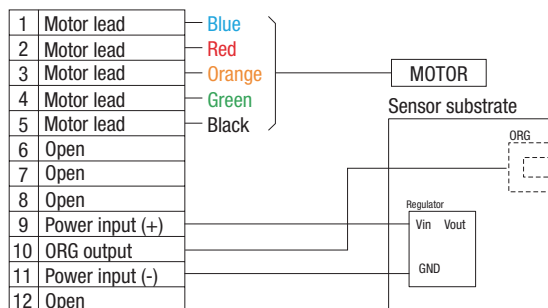 1 Motor lead Blue
2 Motor lead Red
3 Motor lead Orange
4 Motor lead Green
5 Motor lead Black
MOTOR
Sensor substrate
6 Open
7 Open
8 Open
9 Power input (+)
10 ORG output
11 Power input (-)
12 Open
ORG
Regulator
Vin Vout
GND